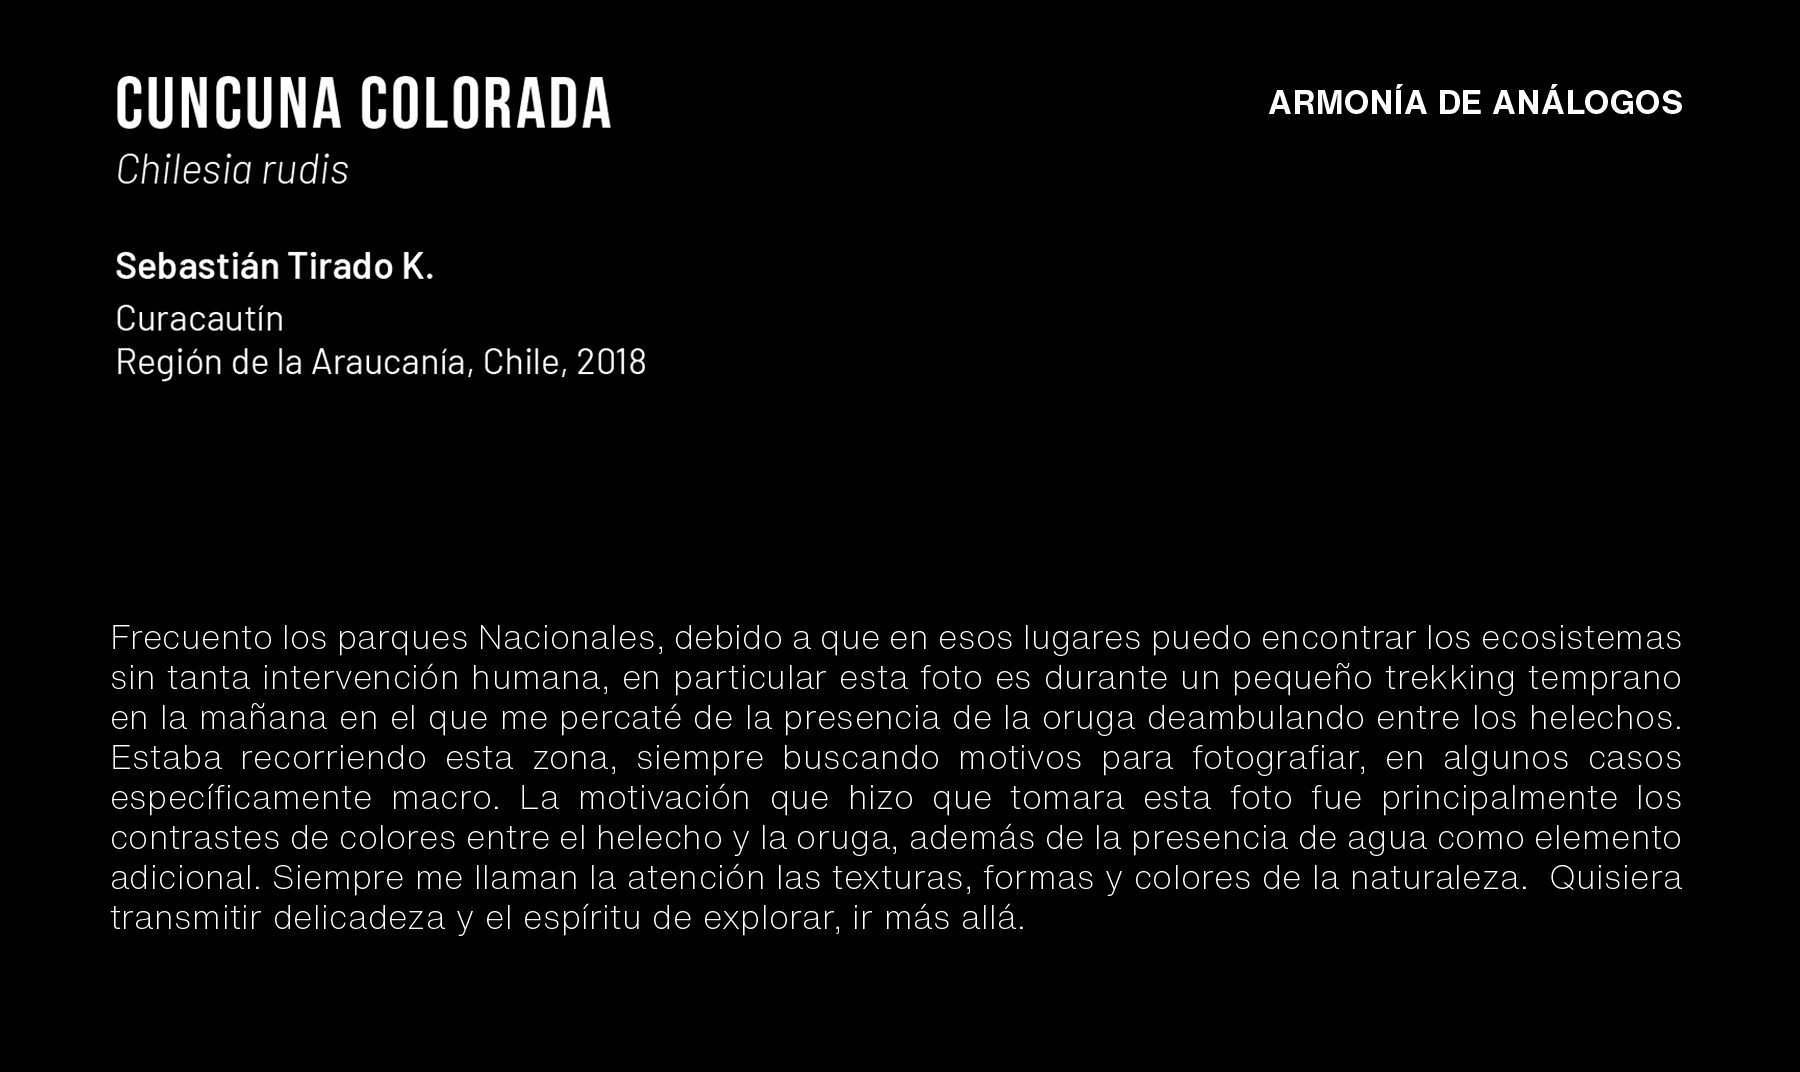 CUNCUNA COLORADA
ARMONÍA DE ANÁLOGOS
Chilesia rudis
Sebastián Tirado K.
Curacautín
Región de la Araucanía, Chile, 2018
Frecuento los parques Nacionales, debido a que en esos lugares puedo encontrar los ecosistemas
sin tanta intervención humana, en particular esta foto es durante un pequeño trekking temprano
en la mañana en el que me percaté de la presencia de la oruga deambulando entre los helechos.
Estaba recorriendo esta zona, siempre buscando motivos para fotografiar, en algunos casos
específicamente macro. La motivación que hizo que tomara esta foto fue principalmente los
contrastes de colores entre el helecho y la oruga, además de la presencia de agua como elemento
adicional. Siempre me llaman la atención las texturas, formas y colores de la naturaleza.  Quisiera
transmitir delicadeza y el espíritu de explorar, ir más allá.